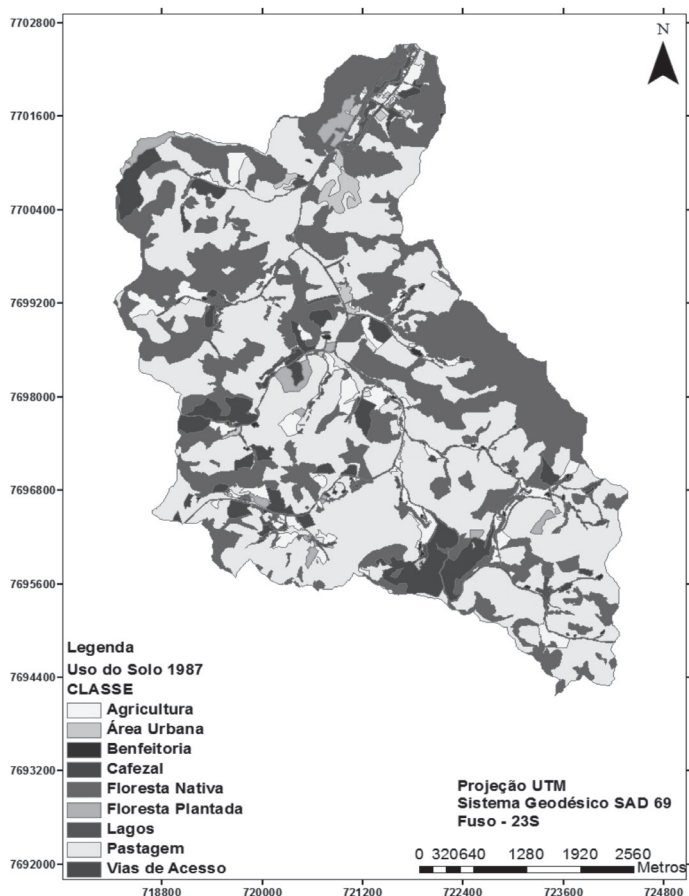 7702800
N
7701600
7700400
7699200
7698000
7696800
7695600
7694400
7693200
7692000
Legenda
Uso do Solo 1987
CLASSE
Agricultura
Área Urbana
Benfeitoria
Cafezal
Floresta Nativa
Floresta Plantada
Lagos
Pastagem
Vias de Acesso
Projeção UTM
Sistema Geodésico SAD 69
Fuso - 23S
0 320640 1280 1920 2560
Metros
718800 720000 721200 722400 723600 724800